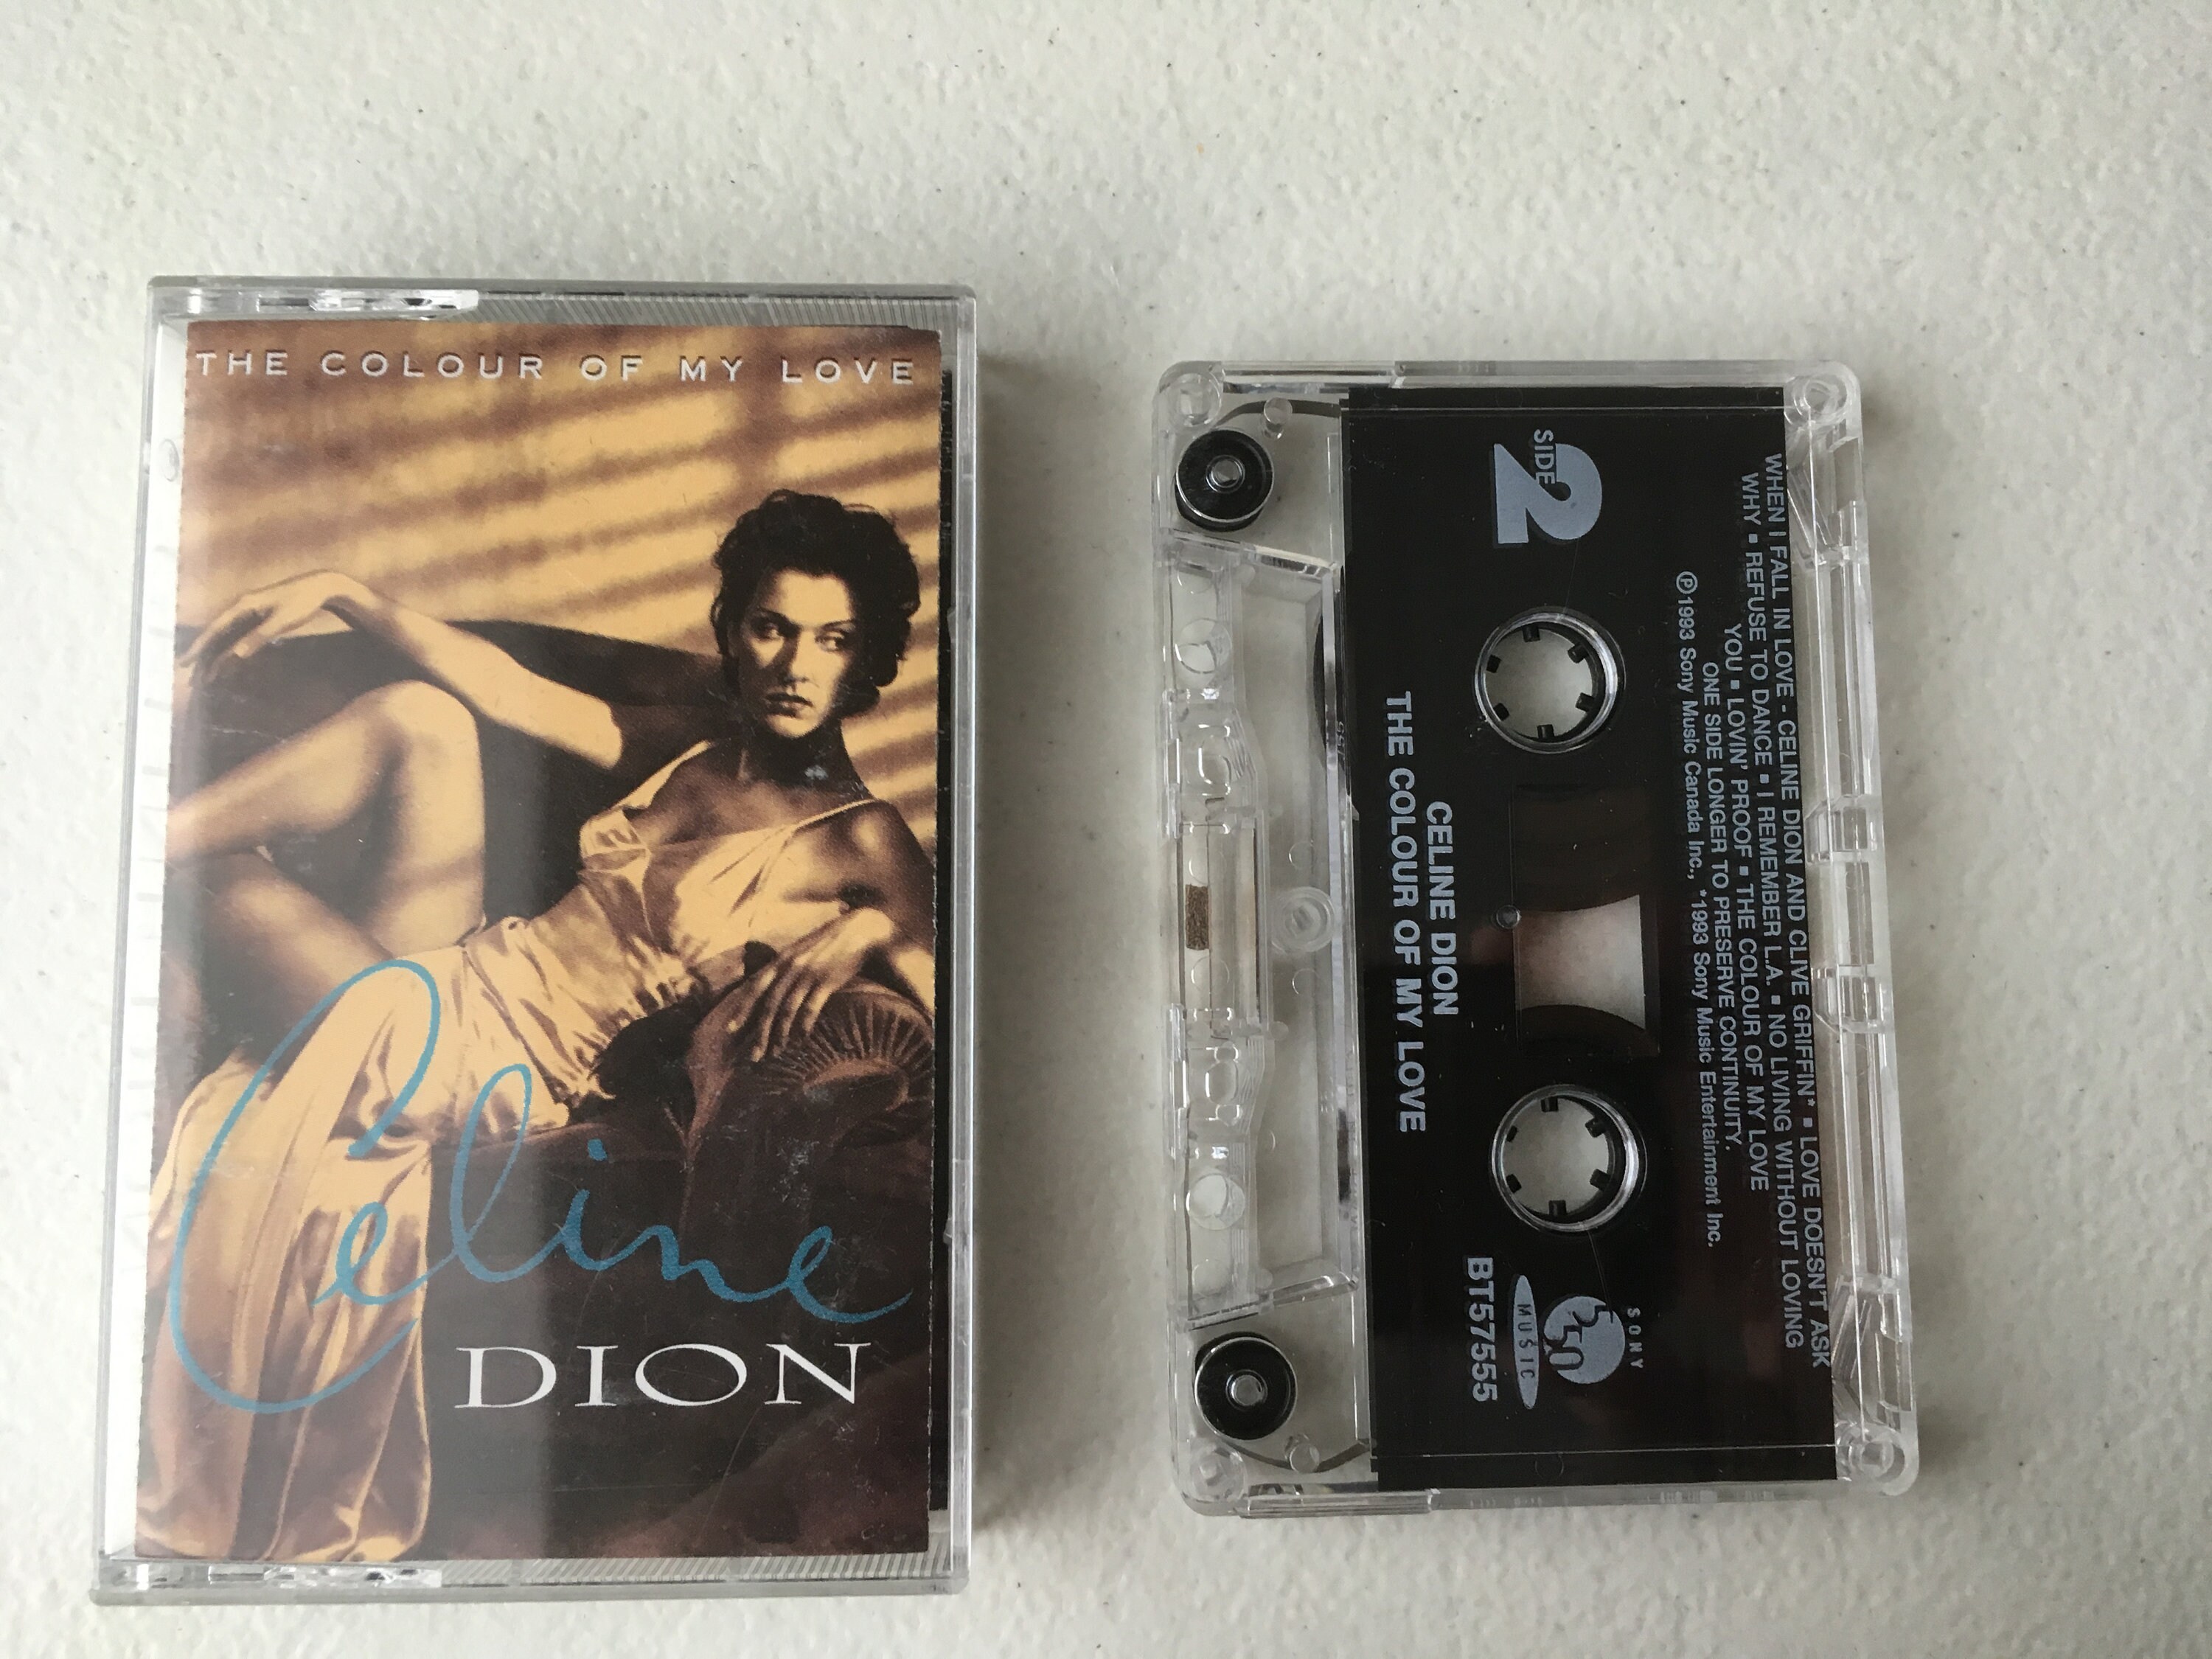 THE COLOUR OF MY LOVE
Celine
DION
SIDE
2
WHEN I FALL IN LOVE - CELINE DION AND CLIVE GRIFFIN* ▪ LOVE DOESN'T ASK
WHY ▪ REFUSE TO DANCE ▪ I REMEMBER L.A. ▪ NO LIVING WITHOUT LOVING
YOU ▪ LOVIN' PROOF ▪ THE COLOUR OF MY LOVE
ONE SIDE LONGER TO PRESERVE CONTINUITY.
℗1993 Sony Music Canada Inc., *1993 Sony Music Entertainment Inc.
SONY
550
MUSIC
BT57555
CELINE DION
THE COLOUR OF MY LOVE